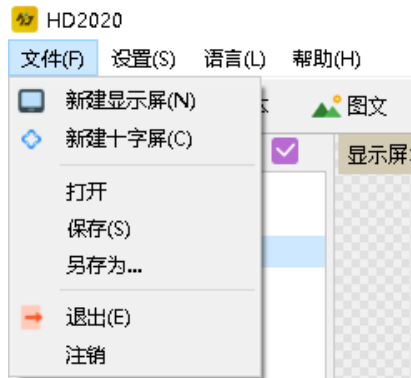 HD2020
文件(F) 设置(S) 语言(L) 帮助(H)
新建显示屏(N)
图文
新建十字屏(C)
显示屏
打开
保存(S)
另存为...
退出(E)
注销